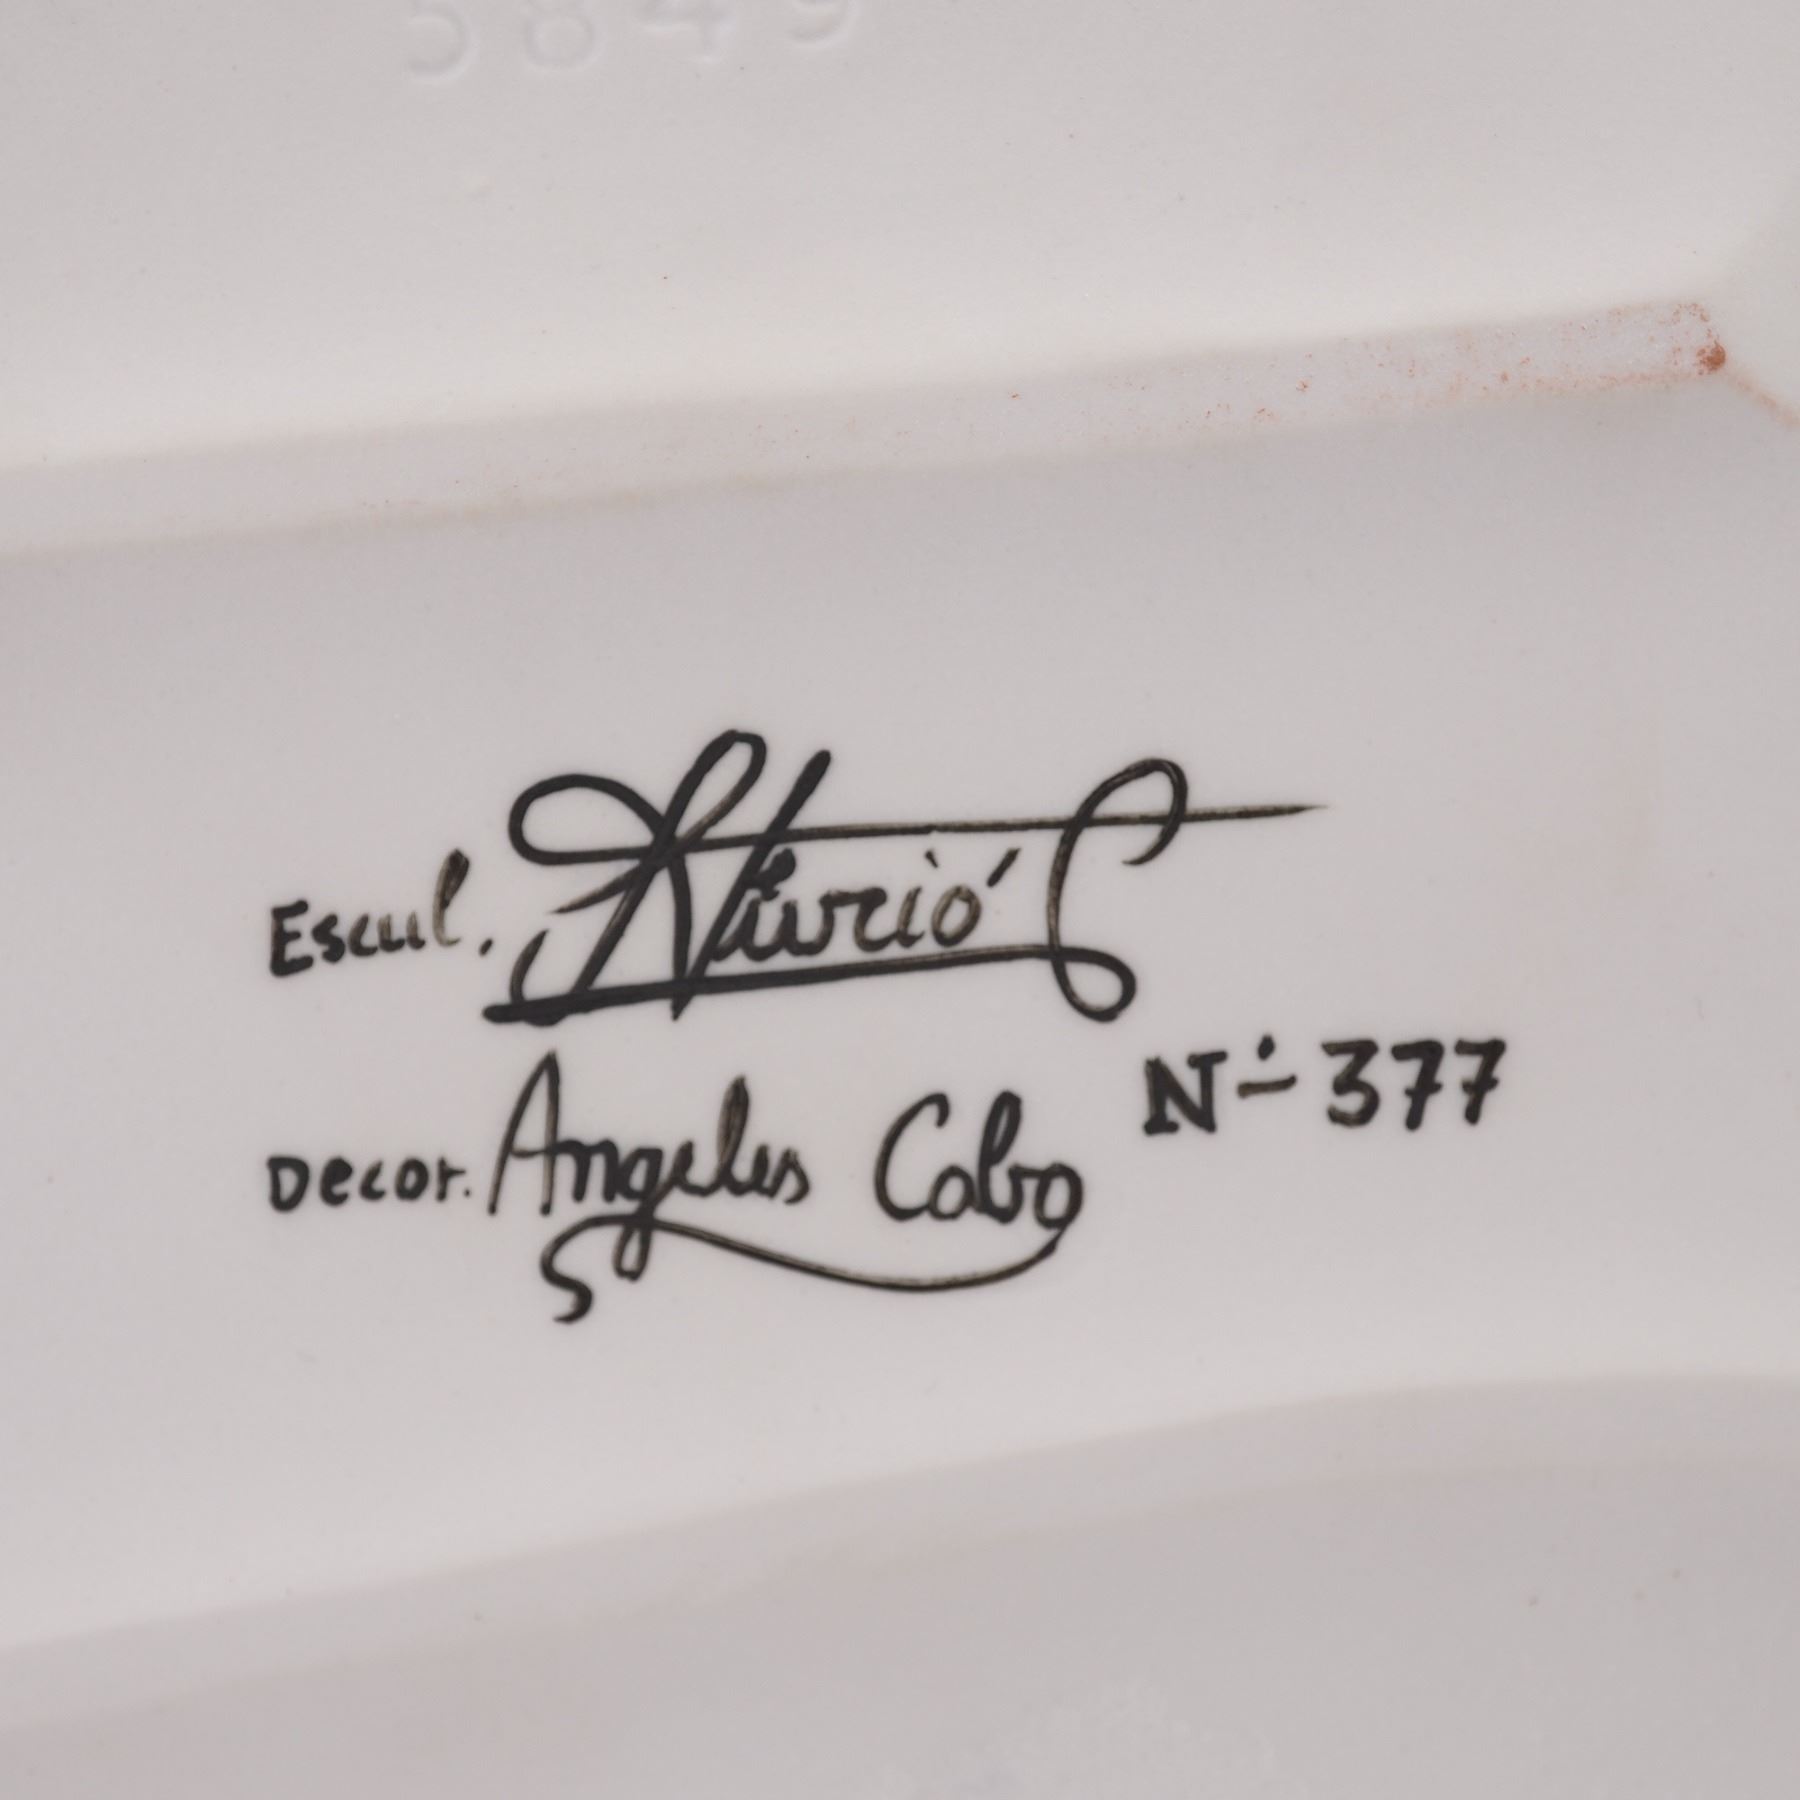 5849
Escul.
Nº 377
Decor. Angeles Cabo